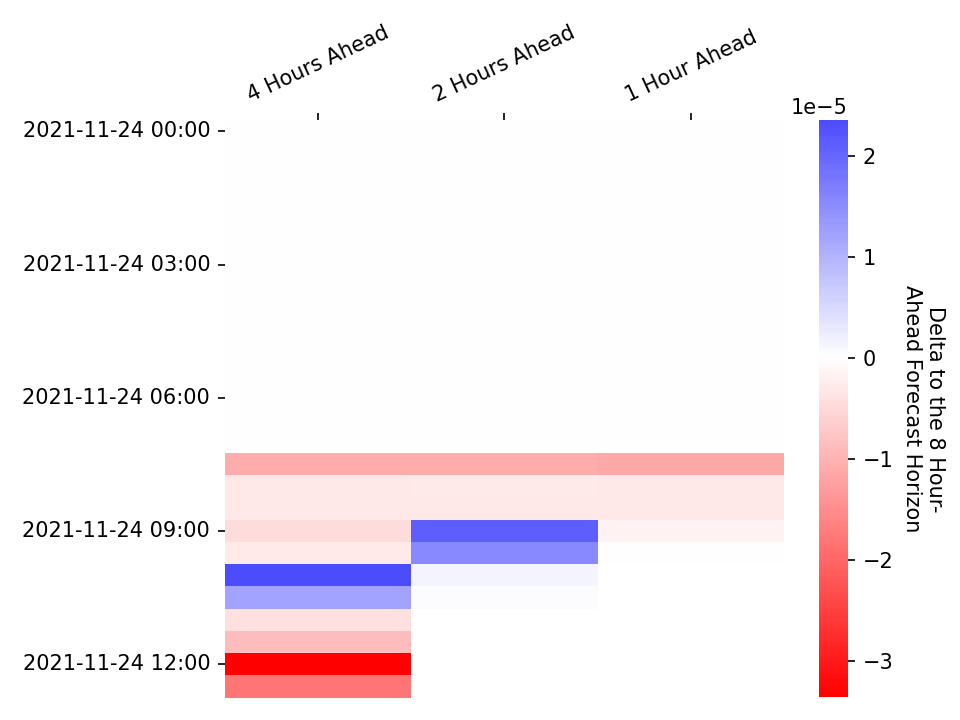 4 Hours Ahead
2 Hours Ahead
1 Hour Ahead
1e−5
2021-11-24 00:00
2021-11-24 03:00
2021-11-24 06:00
2021-11-24 09:00
2021-11-24 12:00
2
1
0
−1
−2
−3
Delta to the 8 Hour-
Ahead Forecast Horizon